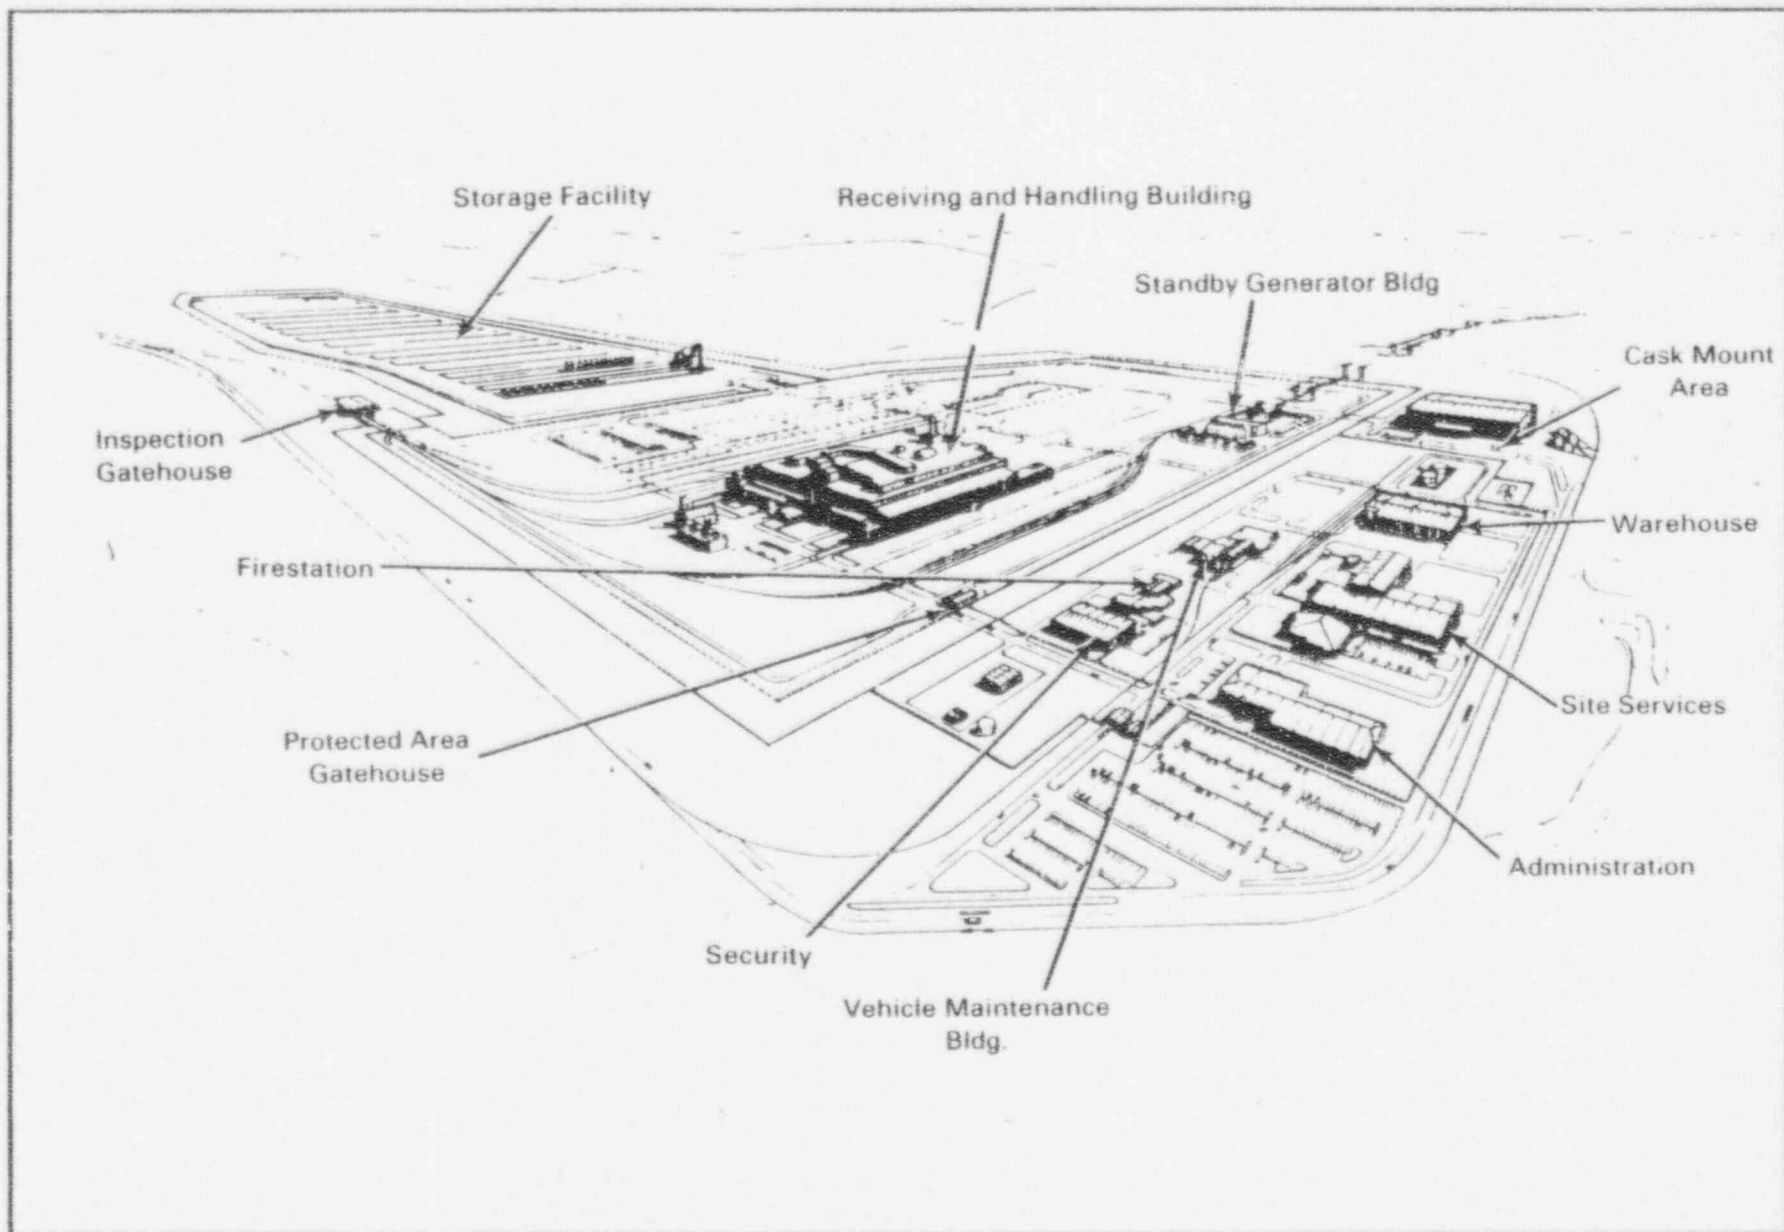 Storage Facility
Receiving and Handling Building
Standby Generator Bldg
Cask Mount
Area
Inspection
Gatehouse
Warehouse
Firestation
Site Services
Protected Area
Gatehouse
Administration
Security
Vehicle Maintenance
Bldg.